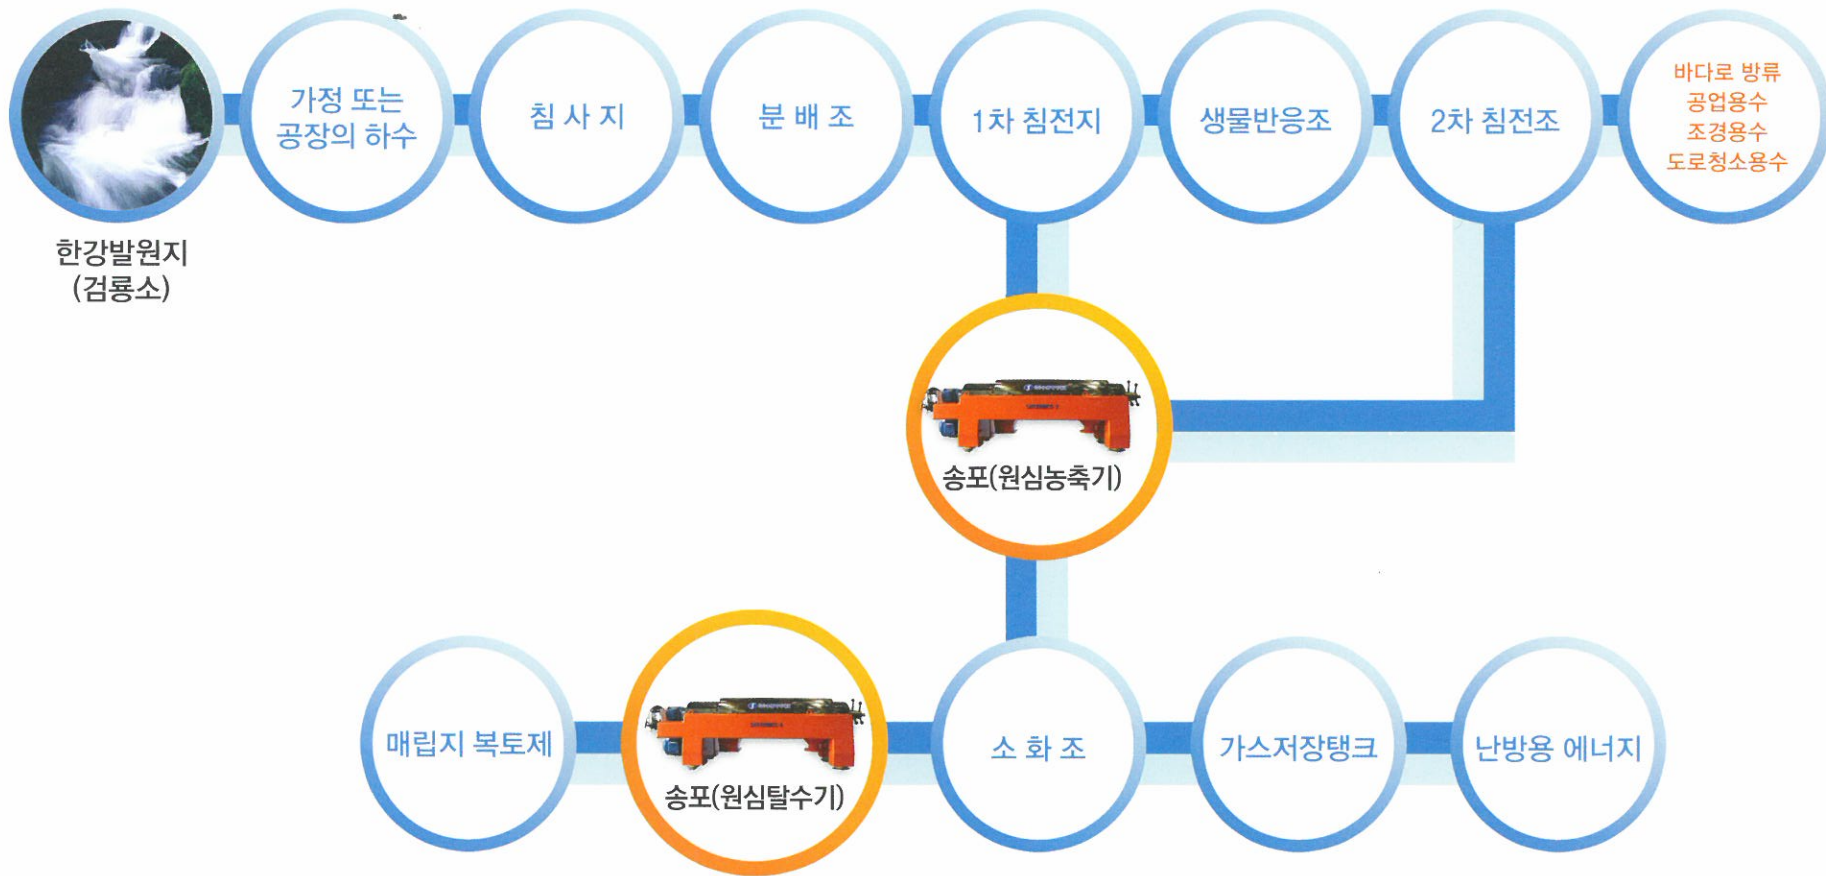 가정 또는
공장의 하수
침 사 지
분 배 조
1차 침전지
생물반응조
2차 침전조
바다로 방류
공업용수
조경용수
도로청소용수
한강발원지
(검룡소)
송포(원심농축기)
매립지 복토제
송포(원심탈수기)
소 화 조
가스저장탱크
난방용 에너지